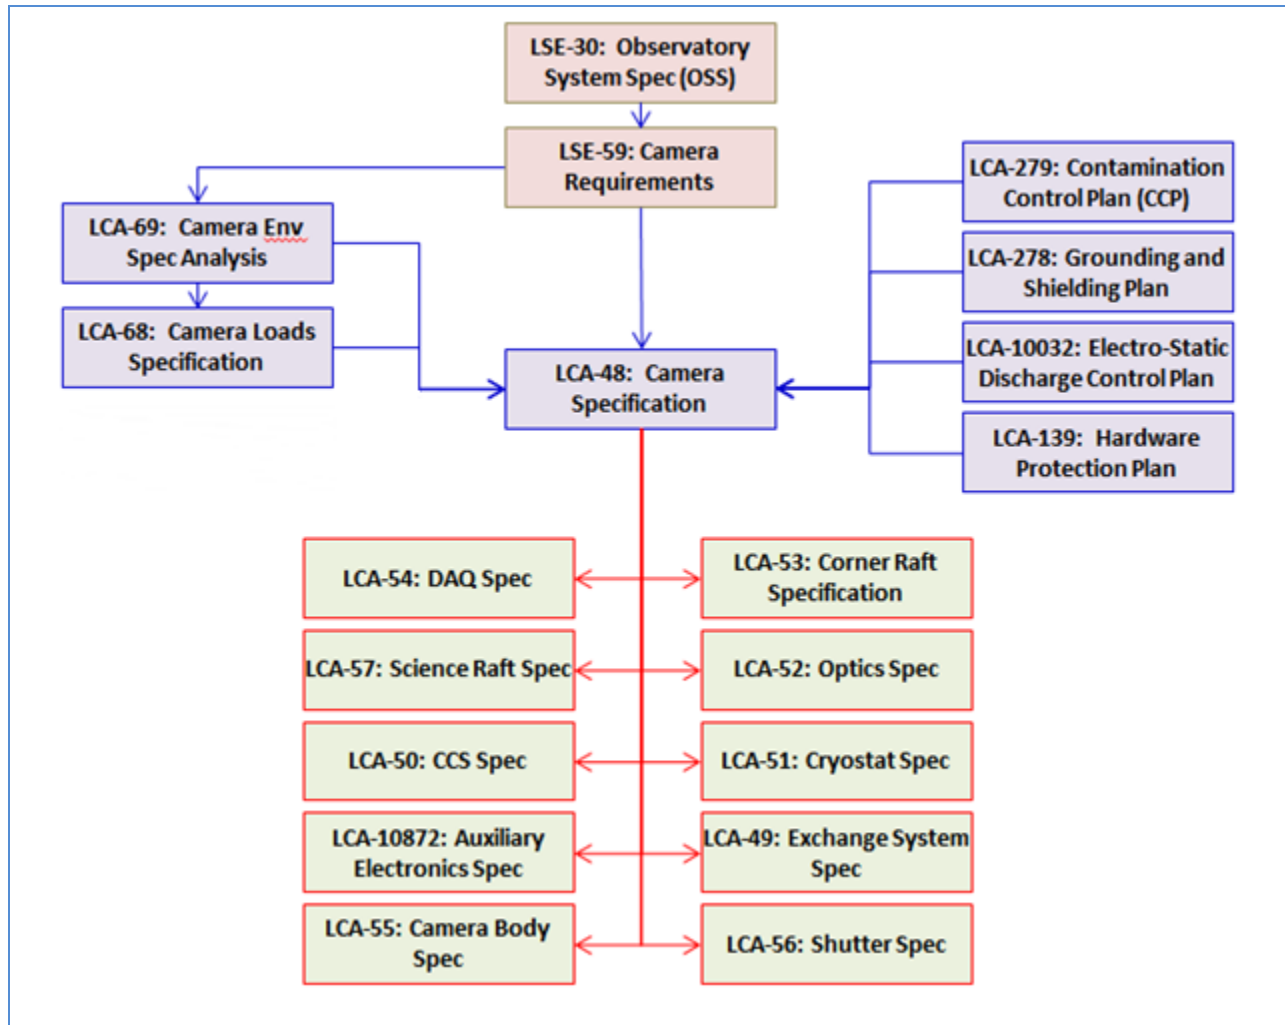 LSE-30: Observatory
System Spec (OSS)
LSE-59: Camera
Requirements
LCA-69: Camera Env
Spec Analysis
LCA-68: Camera Loads
Specification
LCA-279: Contamination
Control Plan (CCP)
LCA-278: Grounding and
Shielding Plan
LCA-10032: Electro-Static
Discharge Control Plan
LCA-139: Hardware
Protection Plan
LCA-48: Camera
Specification
LCA-54: DAQ Spec
LCA-53: Corner Raft
Specification
LCA-57: Science Raft Spec
LCA-52: Optics Spec
LCA-50: CCS Spec
LCA-51: Cryostat Spec
LCA-10872: Auxiliary
Electronics Spec
LCA-49: Exchange System
Spec
LCA-55: Camera Body
Spec
LCA-56: Shutter Spec